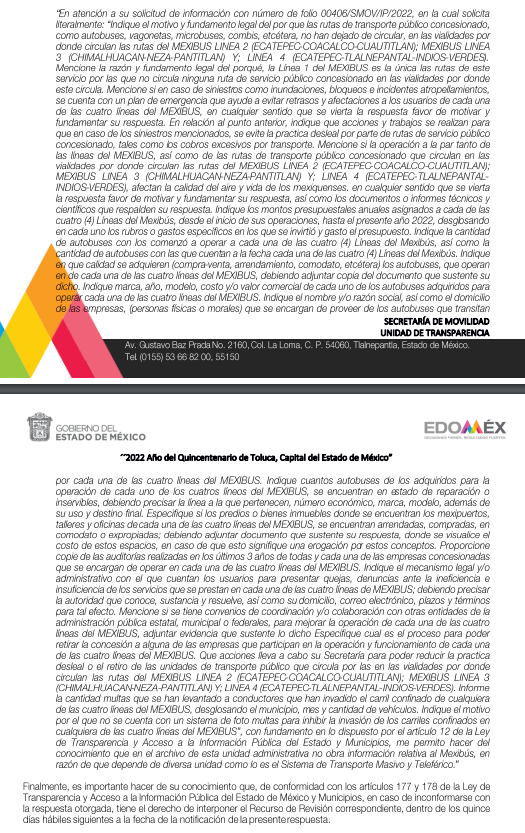 "En atención a su solicitud de información con número de folio 00406/SMOV/IP/2022, en la cual solicita
literalmente: "Indique el motivo y fundamento legal del por que las rutas de transporte público concesionado,
como autobuses, vagonetas, microbuses, combis, etcétera, no han dejado de circular, en las vialidades por
donde circulan las rutas del MEXIBUS LINEA 2 (ECATEPEC-COACALCO-CUAUTITLAN); MEXIBUS LINEA
3 (CHIMALHUACAN-NEZA-PANTITLAN) Y; LINEA 4 (ECATEPEC-TLALNEPANTLAL-INDIOS-VERDES).
Mencione la razón y fundamento legal del porqué, la Línea 1 del MEXIBUS es la única las rutas de este
servicio por las que no circula ninguna ruta de servicio público concesionado en las vialidades por donde
este circula. Mencione si en caso de siniestros como inundaciones, bloqueos e incidentes atropellamientos,
se cuenta con un plan de emergencia que ayude a evitar retrasos y afectaciones a los usuarios de cada una
de las cuatro líneas del MEXIBUS, en cualquier sentido que se vierta la respuesta favor de motivar y
fundamentar su respuesta. En relación al punto anterior, indique que acciones y trabajos se realizan para
que en caso de los siniestros mencionados, se evite la practica desleal por parte de rutas de servicio público
concesionado, tales como los cobros excesivos por transporte. Mencione si la operación a la par tanto de
las líneas del MEXIBUS, así como de las rutas de transporte público concesionado que circulan en las
vialidades por donde circulan las rutas del MEXIBUS LINEA 2 (ECATEPEC-COACALCO-CUAUTITLAN);
MEXIBUS LINEA 3 (CHIMALHUACAN-NEZA-PANTITLAN) Y; LINEA 4 (ECATEPEC-TLALNEPANTLAL-
INDIOS-VERDES), afectan la calidad del aire y vida de los mexiquenses. en cualquier sentido que se vierta
la respuesta favor de motivar y fundamentar su respuesta, así como los documentos o informes técnicos y
científicos que respalden su respuesta. Indique los montos presupuestales anuales asignados a cada de las
cuatro (4) Líneas del Mexibús, desde el inicio de sus operaciones, hasta el presente año 2022, desglosando
en cada uno los rubros o gastos específicos en los que se invirtió y gasto el presupuesto. Indique la cantidad
de autobuses con los comenzó a operar a cada una de las cuatro (4) Líneas del Mexibús, así como la
cantidad de autobuses con las que cuentan a la fecha cada una de las cuatro (4) Líneas del Mexibús. Indique
en que calidad se adquieren (compra-venta, arrendamiento, comodato, etcétera) los autobuses, que operan
en de cada una de las cuatro líneas del MEXIBUS, debiendo adjuntar copia del documento que sustente su
dicho. Indique marca, año, modelo, costo y/o valor comercial de cada uno de los autobuses adquiridos para
operar cada una de las cuatro líneas del MEXIBUS. Indique el nombre y/o razón social, así como el domicilio
de las empresas, (personas físicas o morales) que se encargan de proveer de los autobuses que transitan
SECRETARÍA DE MOVILIDAD
UNIDAD DE TRANSPARENCIA
Av. Gustavo Baz Prada No. 2160, Col. La Loma, C. P. 54060, Tlalnepantla, Estado de México.
Tel. (0155) 53 66 82 00, 55150
GOBIERNO DEL
ESTADO DE MÉXICO
EDOMÉX
DECISIONES FIRMES, RESULTADOS FUERTES.
"2022 Año del Quincentenario de Toluca, Capital del Estado de México"
por cada una de las cuatro líneas del MEXIBUS. Indique cuantos autobuses de los adquiridos para la
operación de cada uno de los cuatros líneos del MEXIBUS, se encuentran en estado de reparación o
inservibles, debiendo precisar la línea a la que pertenecen, número económico, marca, modelo, además de
su uso y destino final. Especifique si los predios o bienes inmuebles donde se encuentran los mexipuertos,
talleres y oficinas de cada una de las cuatro líneas del MEXIBUS, se encuentran arrendadas, compradas, en
comodato o expropiadas; debiendo adjuntar documento que sustente su respuesta, donde se visualice el
costo de estas espacios, en caso de que esto signifique una erogación por estos conceptos. Proporcione
copie de las auditorías realizadas en los últimos 3 años de todas y cada una de las empresas concesionadas
que se encargan de operar en cada una de las cuatro líneas del MEXIBUS. Indique el mecanismo legal y/o
administrativo con el que cuentan los usuarios para presentar quejas, denuncias ante la ineficiencia e
insuficiencia de los servicios que se prestan en cada una de las cuatro líneas de MEXIBUS; debiendo precisar
la autoridad que conoce, sustancia y resuelve, así como su domicilio, correo electrónico, plazos y términos
para tal efecto. Mencione si se tiene convenios de coordinación y/o colaboración con otras entidades de la
administración pública estatal, municipal o federales, para mejorar la operación de cada una de las cuatro
líneas del MEXIBUS, adjuntar evidencia que sustente lo dicho Especifique cual es el proceso para poder
retirar la concesión a alguna de las empresas que participan en la operación y funcionamiento de cada una
de las cuatro líneas del MEXIBUS. Que acciones lleva a cabo su Secretaría para poder reducir la practica
desleal o el retiro de las unidades de transporte público que circula por las en las vialidades por donde
circulan las rutas del MEXIBUS LINEA 2 (ECATEPEC-COACALCO-CUAUTITLAN); MEXIBUS LINEA 3
(CHIMALHUACAN-NEZA-PANTITLAN) Y; LINEA 4 (ECATEPEC-TLALNEPANTAL-INDIOS-VERDES). Informe
la cantidad multas que se han levantado a conductores que han invadido el carril confinado de cualquiera
de las cuatro líneas del MEXIBUS, desglosando el municipio, mes y cantidad de vehículos. Indique el motivo
por el que no se cuenta con un sistema de foto multas para inhibir la invasión de los carriles confinados en
cualquiera de las cuatro líneas del MEXIBUS", con fundamento en lo dispuesto por el artículo 12 de la Ley
de Transparencia y Acceso a la Información Pública del Estado de México y Municipios, me permito hacer del
conocimiento que en el archivo de esta unidad administrativa no obra información relativa al Mexibús, en
razón de que depende de diversa unidad como lo es el Sistema de Transporte Masivo y Teleférico."
Finalmente, es importante hacer de su conocimiento que, de conformidad con los artículos 177 y 178 de la Ley de
Transparencia y Acceso a la Información Pública del Estado de México y Municipios, en caso de inconformarse con
la respuesta otorgada, tiene el derecho de interponer el Recurso de Revisión correspondiente, dentro de los quince
días hábiles siguientes a la fecha de la notificación de la presente respuesta.